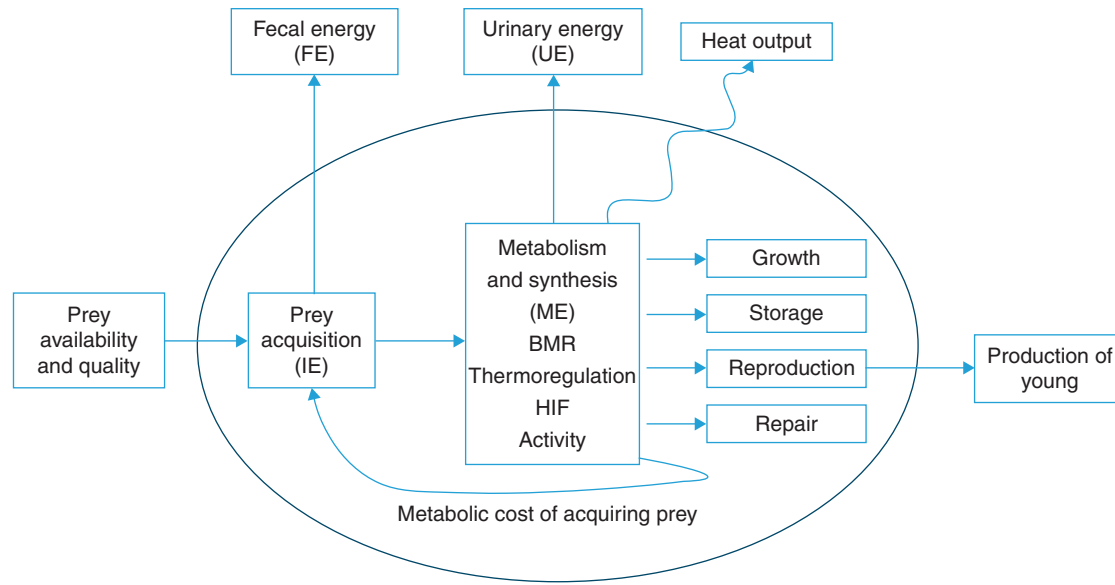 Fecal energy
(FE)
Urinary energy
(UE)
Heat output
Prey
availability
and quality
Prey
acquisition
(IE)
Metabolism
and synthesis
(ME)
BMR
Thermoregulation
HIF
Activity
Growth
Storage
Reproduction
Repair
Production of
young
Metabolic cost of acquiring prey